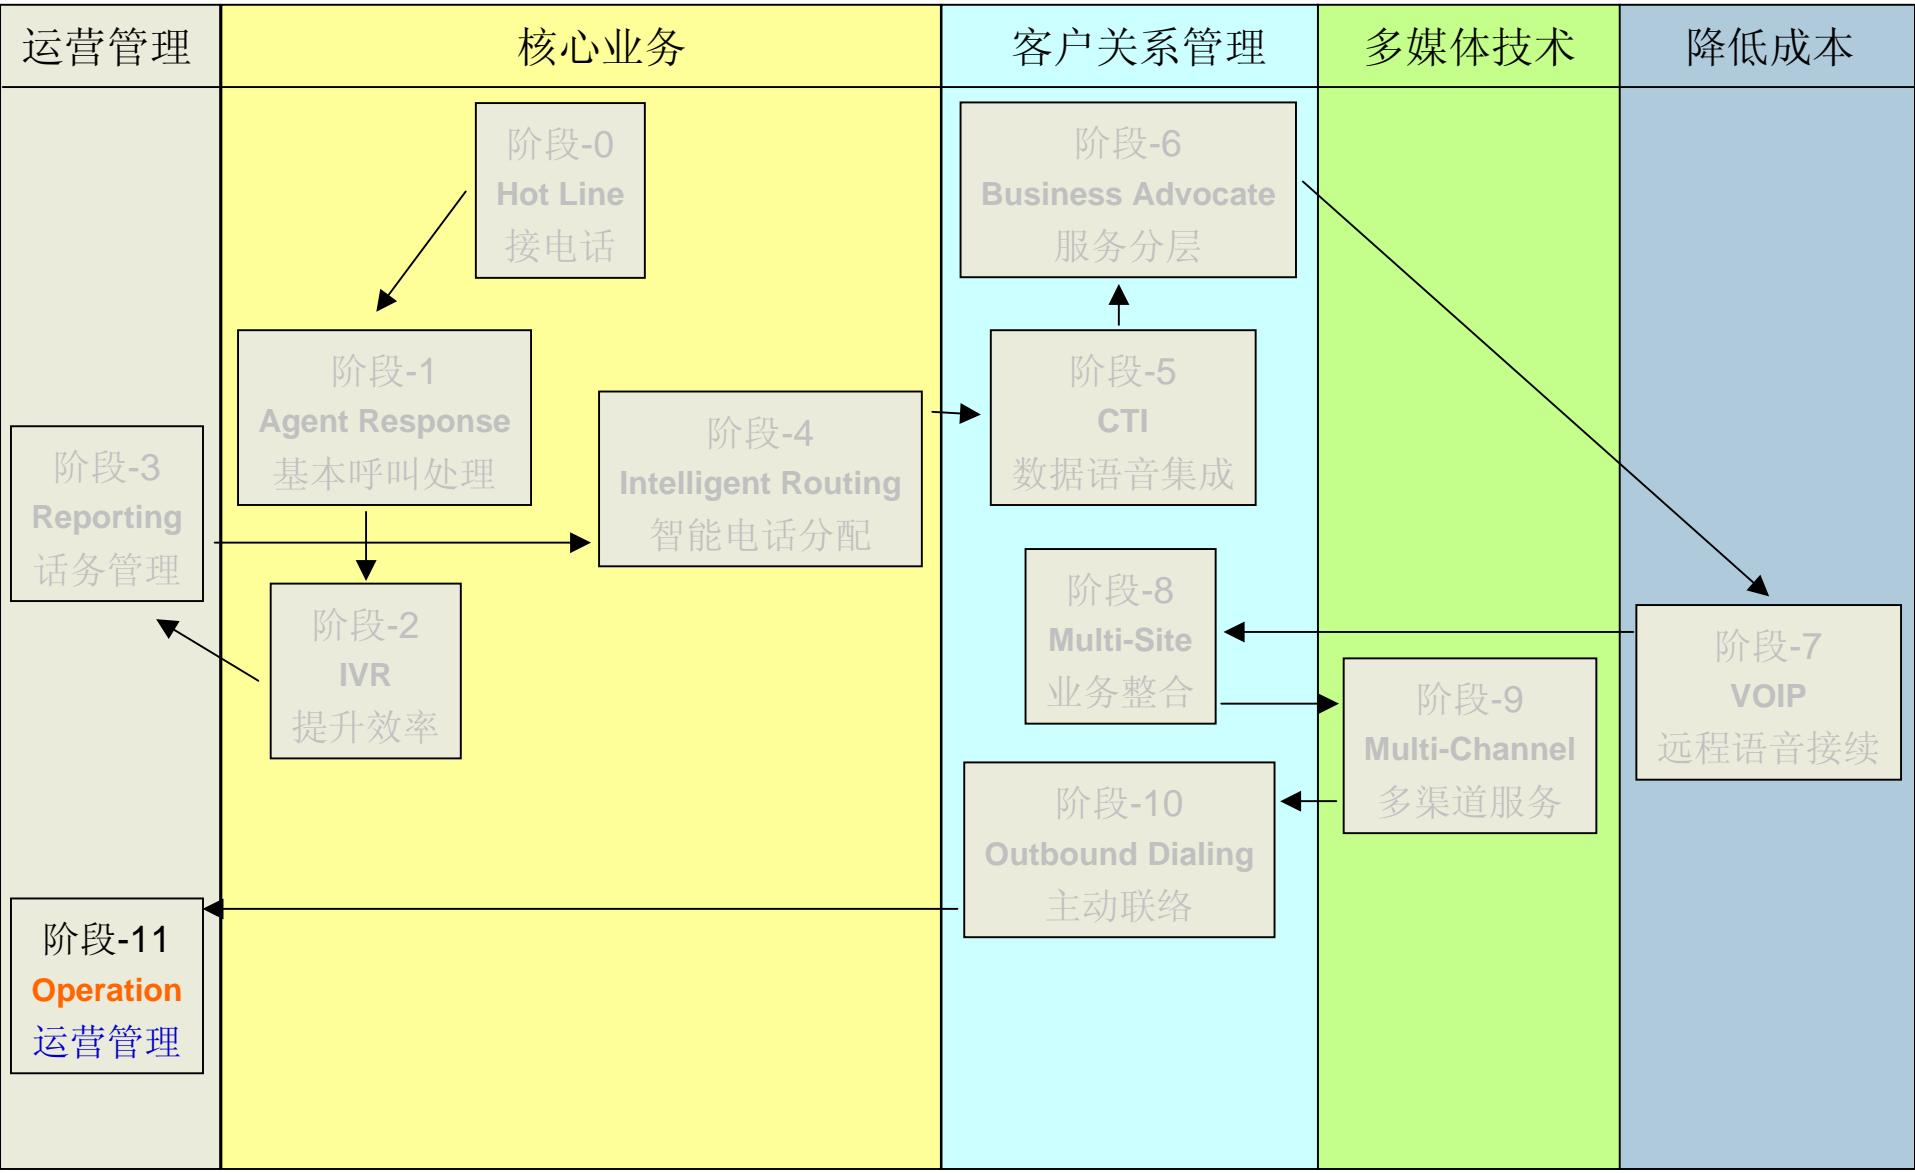 运营管理
核心业务
客户关系管理
多媒体技术
降低成本
阶段-0
Hot Line
接电话
阶段-6
Business Advocate
服务分层
阶段-1
Agent Response
基本呼叫处理
阶段-5
CTI
数据语音集成
阶段-4
Intelligent Routing
智能电话分配
阶段-3
Reporting
话务管理
阶段-2
IVR
提升效率
阶段-8
Multi-Site
业务整合
阶段-7
VOIP
远程语音接续
阶段-9
Multi-Channel
多渠道服务
阶段-10
Outbound Dialing
主动联络
阶段-11
Operation
运营管理